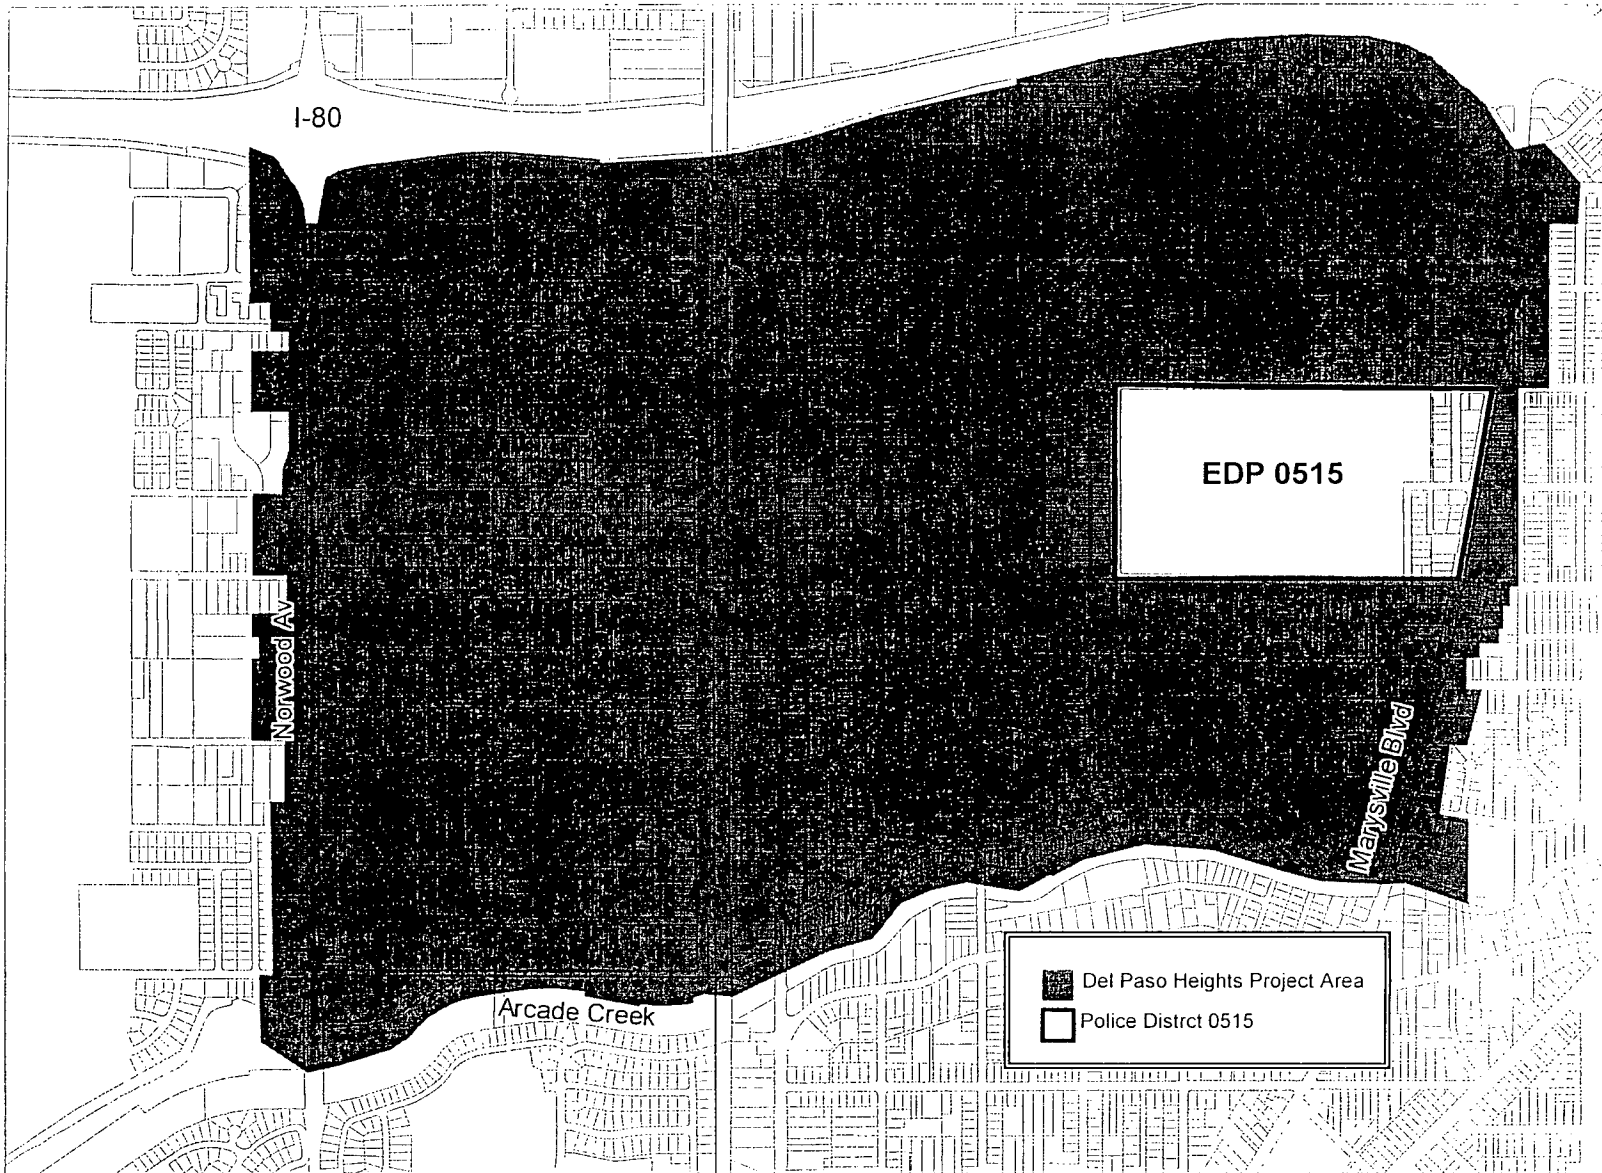 I-80
EDP 0515
Norwood Av
Marysville Blvd
Del Paso Heights Project Area
Arcade Creek
Police Distrct 0515